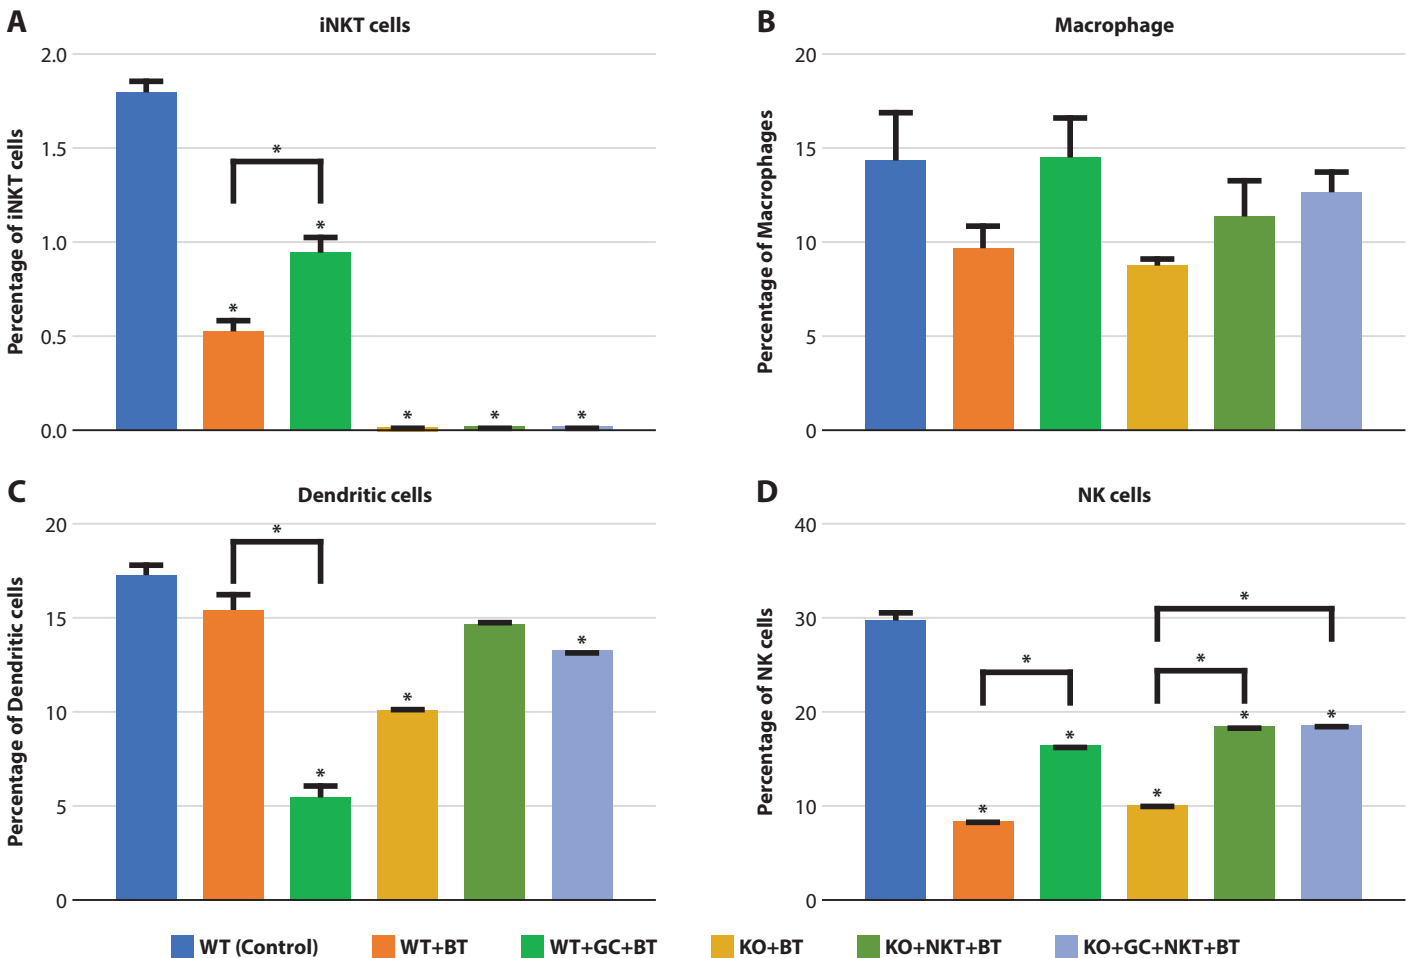 A
iNKT cells
Percentage of iNKT cells
2.0
1.5
1.0
0.5
0.0
*
*
*
*
*
*
B
Macrophage
Percentage of Macrophages
20
15
10
5
0
C
Dendritic cells
Percentage of Dendritic cells
20
15
10
5
0
*
*
*
*
D
NK cells
Percentage of NK cells
40
30
20
10
0
*
*
*
*
*
*
*
*
WT (Control)
WT+BT
WT+GC+BT
KO+BT
KO+NKT+BT
KO+GC+NKT+BT